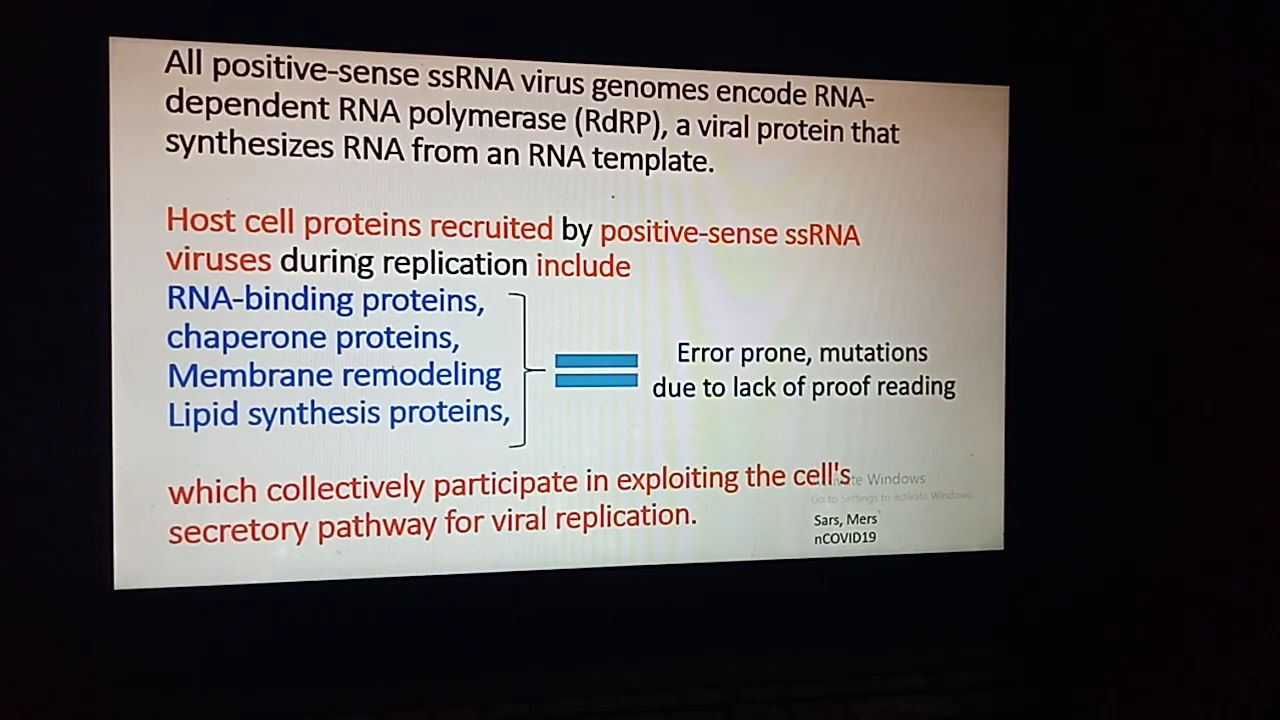 All positive-sense ssRNA virus genomes encode RNA-
dependent RNA polymerase (RdRP), a viral protein that
synthesizes RNA from an RNA template.
Host cell proteins recruited by positive-sense ssRNA
viruses during replication include
RNA-binding proteins,
chaperone proteins,
Membrane remodeling
Lipid synthesis proteins,
Error prone, mutations
due to lack of proof reading
which collectively participate in exploiting the cell's
secretory pathway for viral replication.
Windows
Go to Settings to activate Windows.
Sars, Mers
nCOVID19